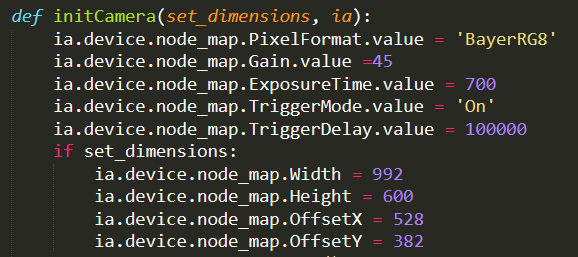 def initCamera(set_dimensions, ia):
    ia.device.node_map.PixelFormat.value = 'BayerRG8'
    ia.device.node_map.Gain.value =45
    ia.device.node_map.ExposureTime.value = 700
    ia.device.node_map.TriggerMode.value = 'On'
    ia.device.node_map.TriggerDelay.value = 100000
    if set_dimensions:
        ia.device.node_map.Width = 992
        ia.device.node_map.Height = 600
        ia.device.node_map.OffsetX = 528
        ia.device.node_map.OffsetY = 382